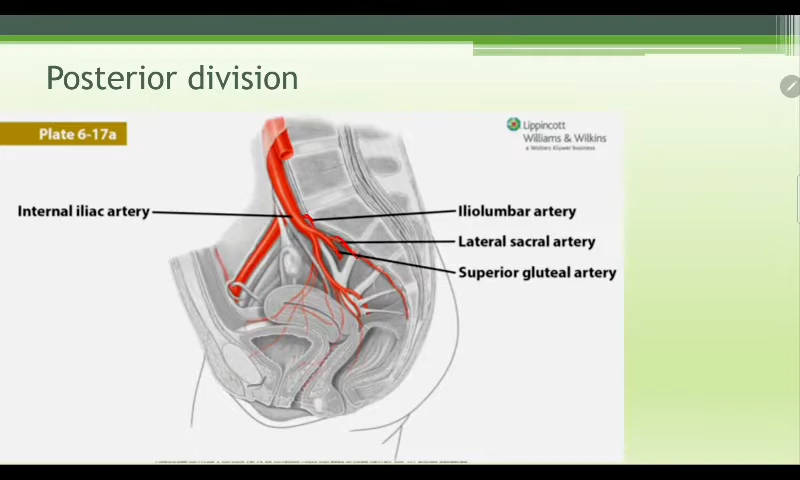 Posterior division
Plate 6-17a
Lippincott
Williams & Wilkins
a Wolters Kluwer business
Internal iliac artery
Iliolumbar artery
Lateral sacral artery
Superior gluteal artery